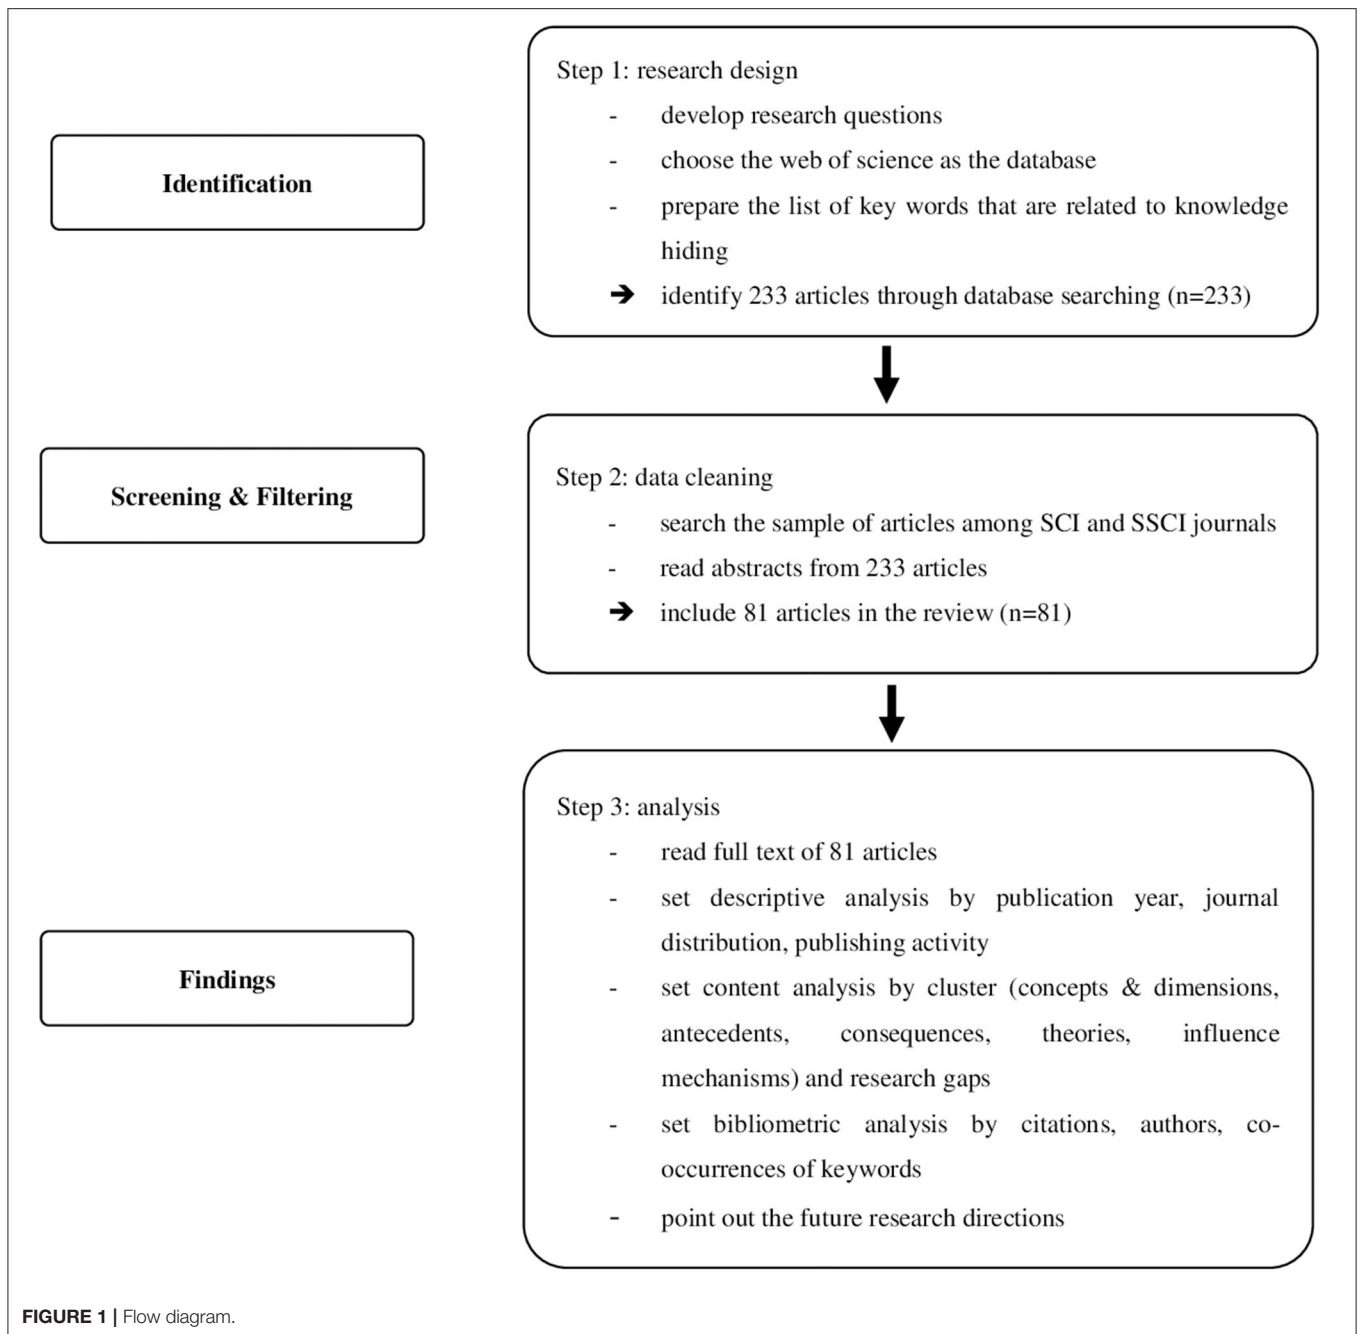 Identification
Step 1: research design
- develop research questions
- choose the web of science as the database
- prepare the list of key words that are related to knowledge
hiding
➔ identify 233 articles through database searching (n=233)
Screening & Filtering
Step 2: data cleaning
- search the sample of articles among SCI and SSCI journals
- read abstracts from 233 articles
➔ include 81 articles in the review (n=81)
Findings
Step 3: analysis
- read full text of 81 articles
- set descriptive analysis by publication year, journal
distribution, publishing activity
- set content analysis by cluster (concepts & dimensions,
antecedents, consequences, theories, influence
mechanisms) and research gaps
- set bibliometric analysis by citations, authors, co-
occurrences of keywords
- point out the future research directions
FIGURE 1 | Flow diagram.